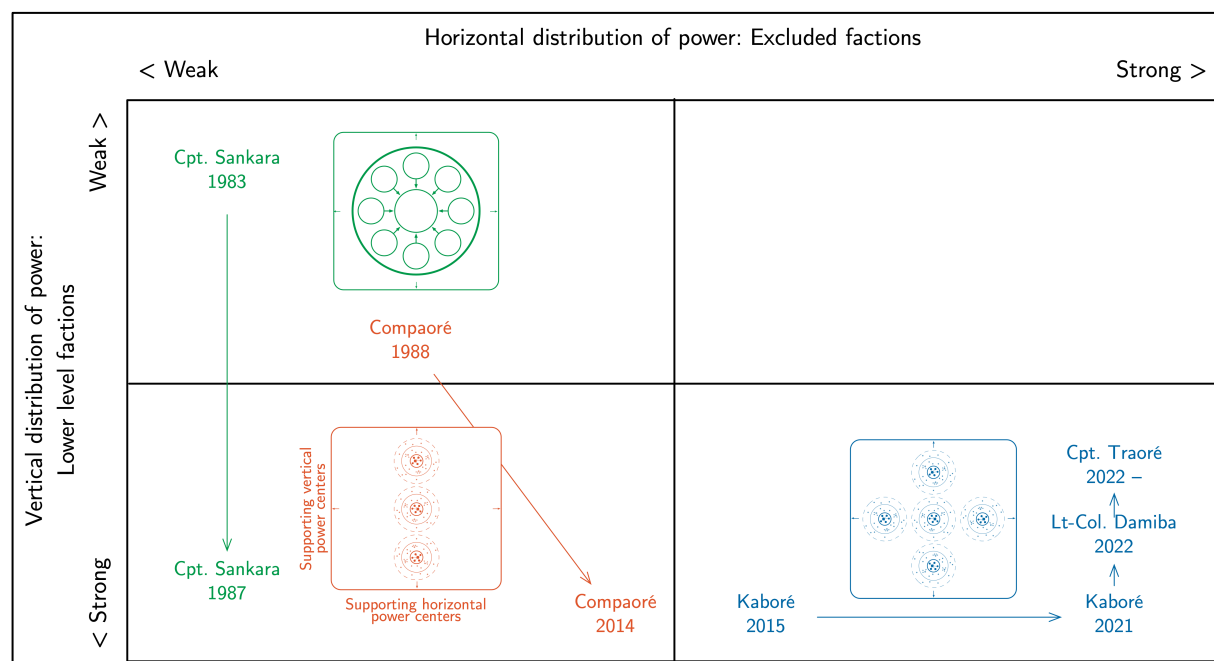 Horizontal distribution of power: Excluded factions
< Weak
Strong >
Vertical distribution of power:
Lower level factions
Weak >
< Strong
Cpt. Sankara
1983
Compaoré
1988
Cpt. Sankara
1987
Supporting vertical
power centers
Supporting horizontal
power centers
Compaoré
2014
Kaboré
2015
Cpt. Traoré
2022 –
Lt-Col. Damiba
2022
Kaboré
2021